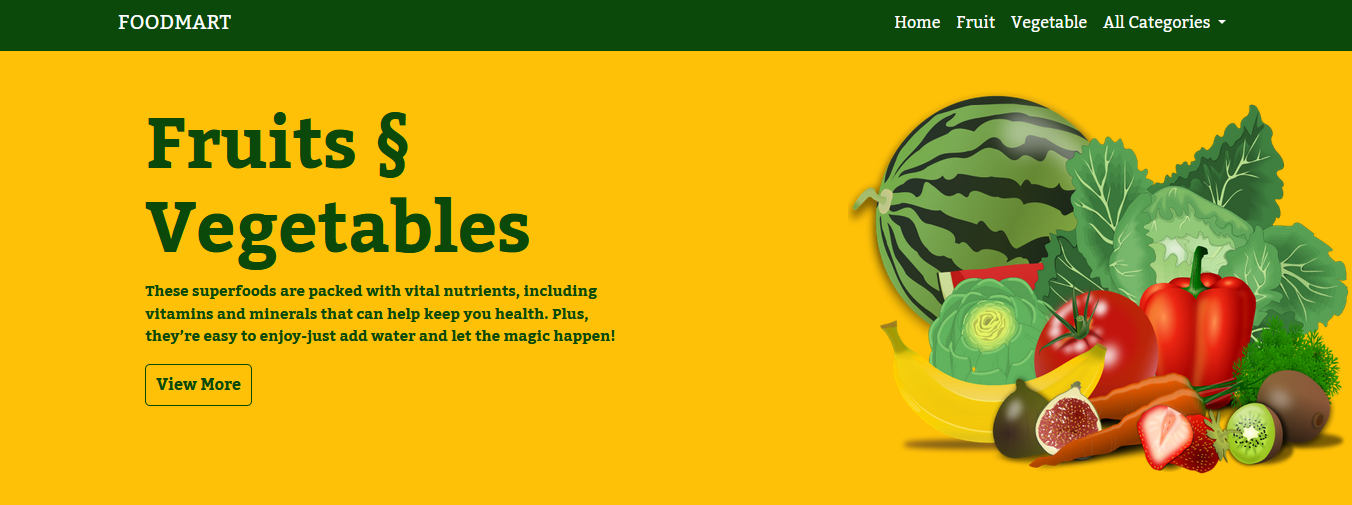 FOODMART
Home Fruit Vegetable All Categories
Fruits §
Vegetables
These superfoods are packed with vital nutrients, including
vitamins and minerals that can help keep you health. Plus,
they're easy to enjoy-just add water and let the magic happen!
View More